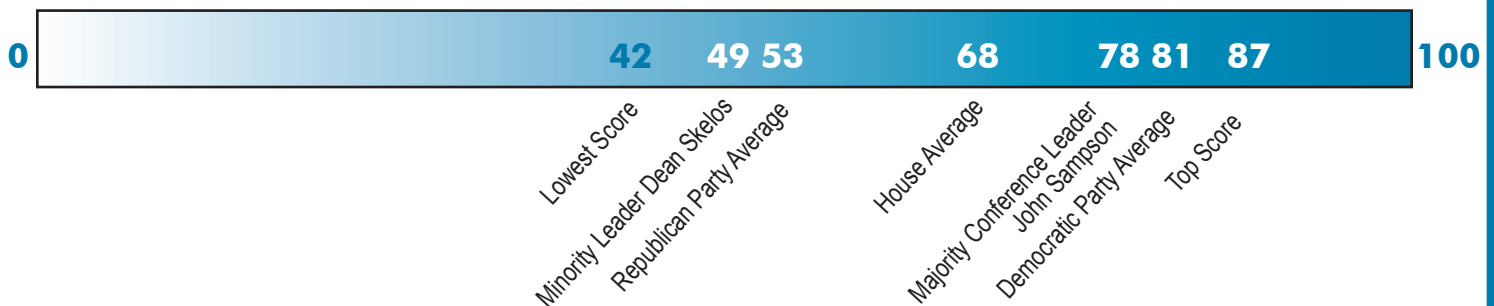 0 42 49 53 68 78 81 87 100
Lowest Score
Minority Leader Dean Skelos
Republican Party Average
House Average
Majority Conference Leader
John Sampson
Democratic Party Average
Top Score